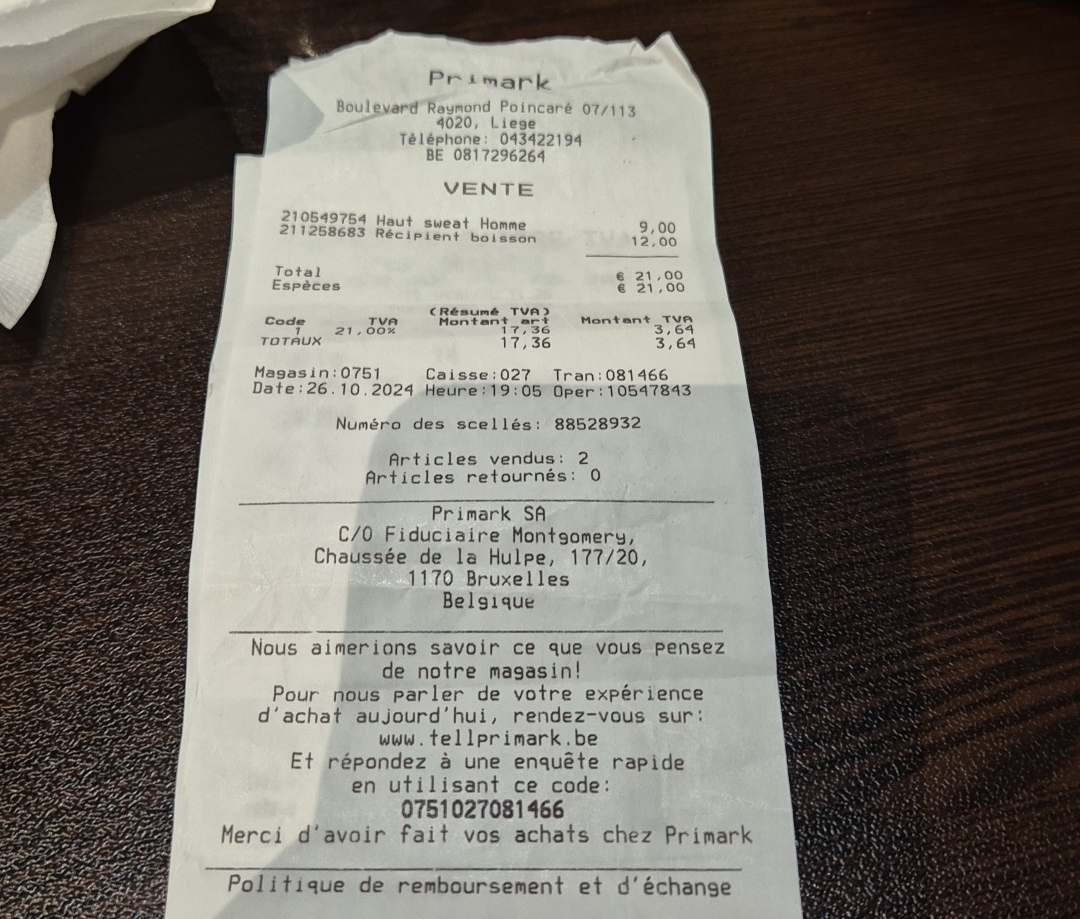 Primark
Boulevard Raymond Poincaré 07/113
4020, Liege
Téléphone: 043422194
BE 0817296264
VENTE
210549754 Haut sweat Homme 9,00
211258683 Récipient boisson 12,00
Total € 21,00
Espèces € 21,00
(Résumé TVA)
Code TVA Montant art Montant TVA
1 21,00% 17,36 3,64
TOTAUX 17,36 3,64
Magasin:0751 Caisse:027 Tran:081466
Date:26.10.2024 Heure:19:05 Oper:10547843
Numéro des scellés: 88528932
Articles vendus: 2
Articles retournés: 0
Primark SA
C/O Fiduciaire Montgomery,
Chaussée de la Hulpe, 177/20,
1170 Bruxelles
Belgique
Nous aimerions savoir ce que vous pensez
de notre magasin!
Pour nous parler de votre expérience
d'achat aujourd'hui, rendez-vous sur:
www.tellprimark.be
Et répondez à une enquête rapide
en utilisant ce code:
0751027081466
Merci d'avoir fait vos achats chez Primark
Politique de remboursement et d'échange